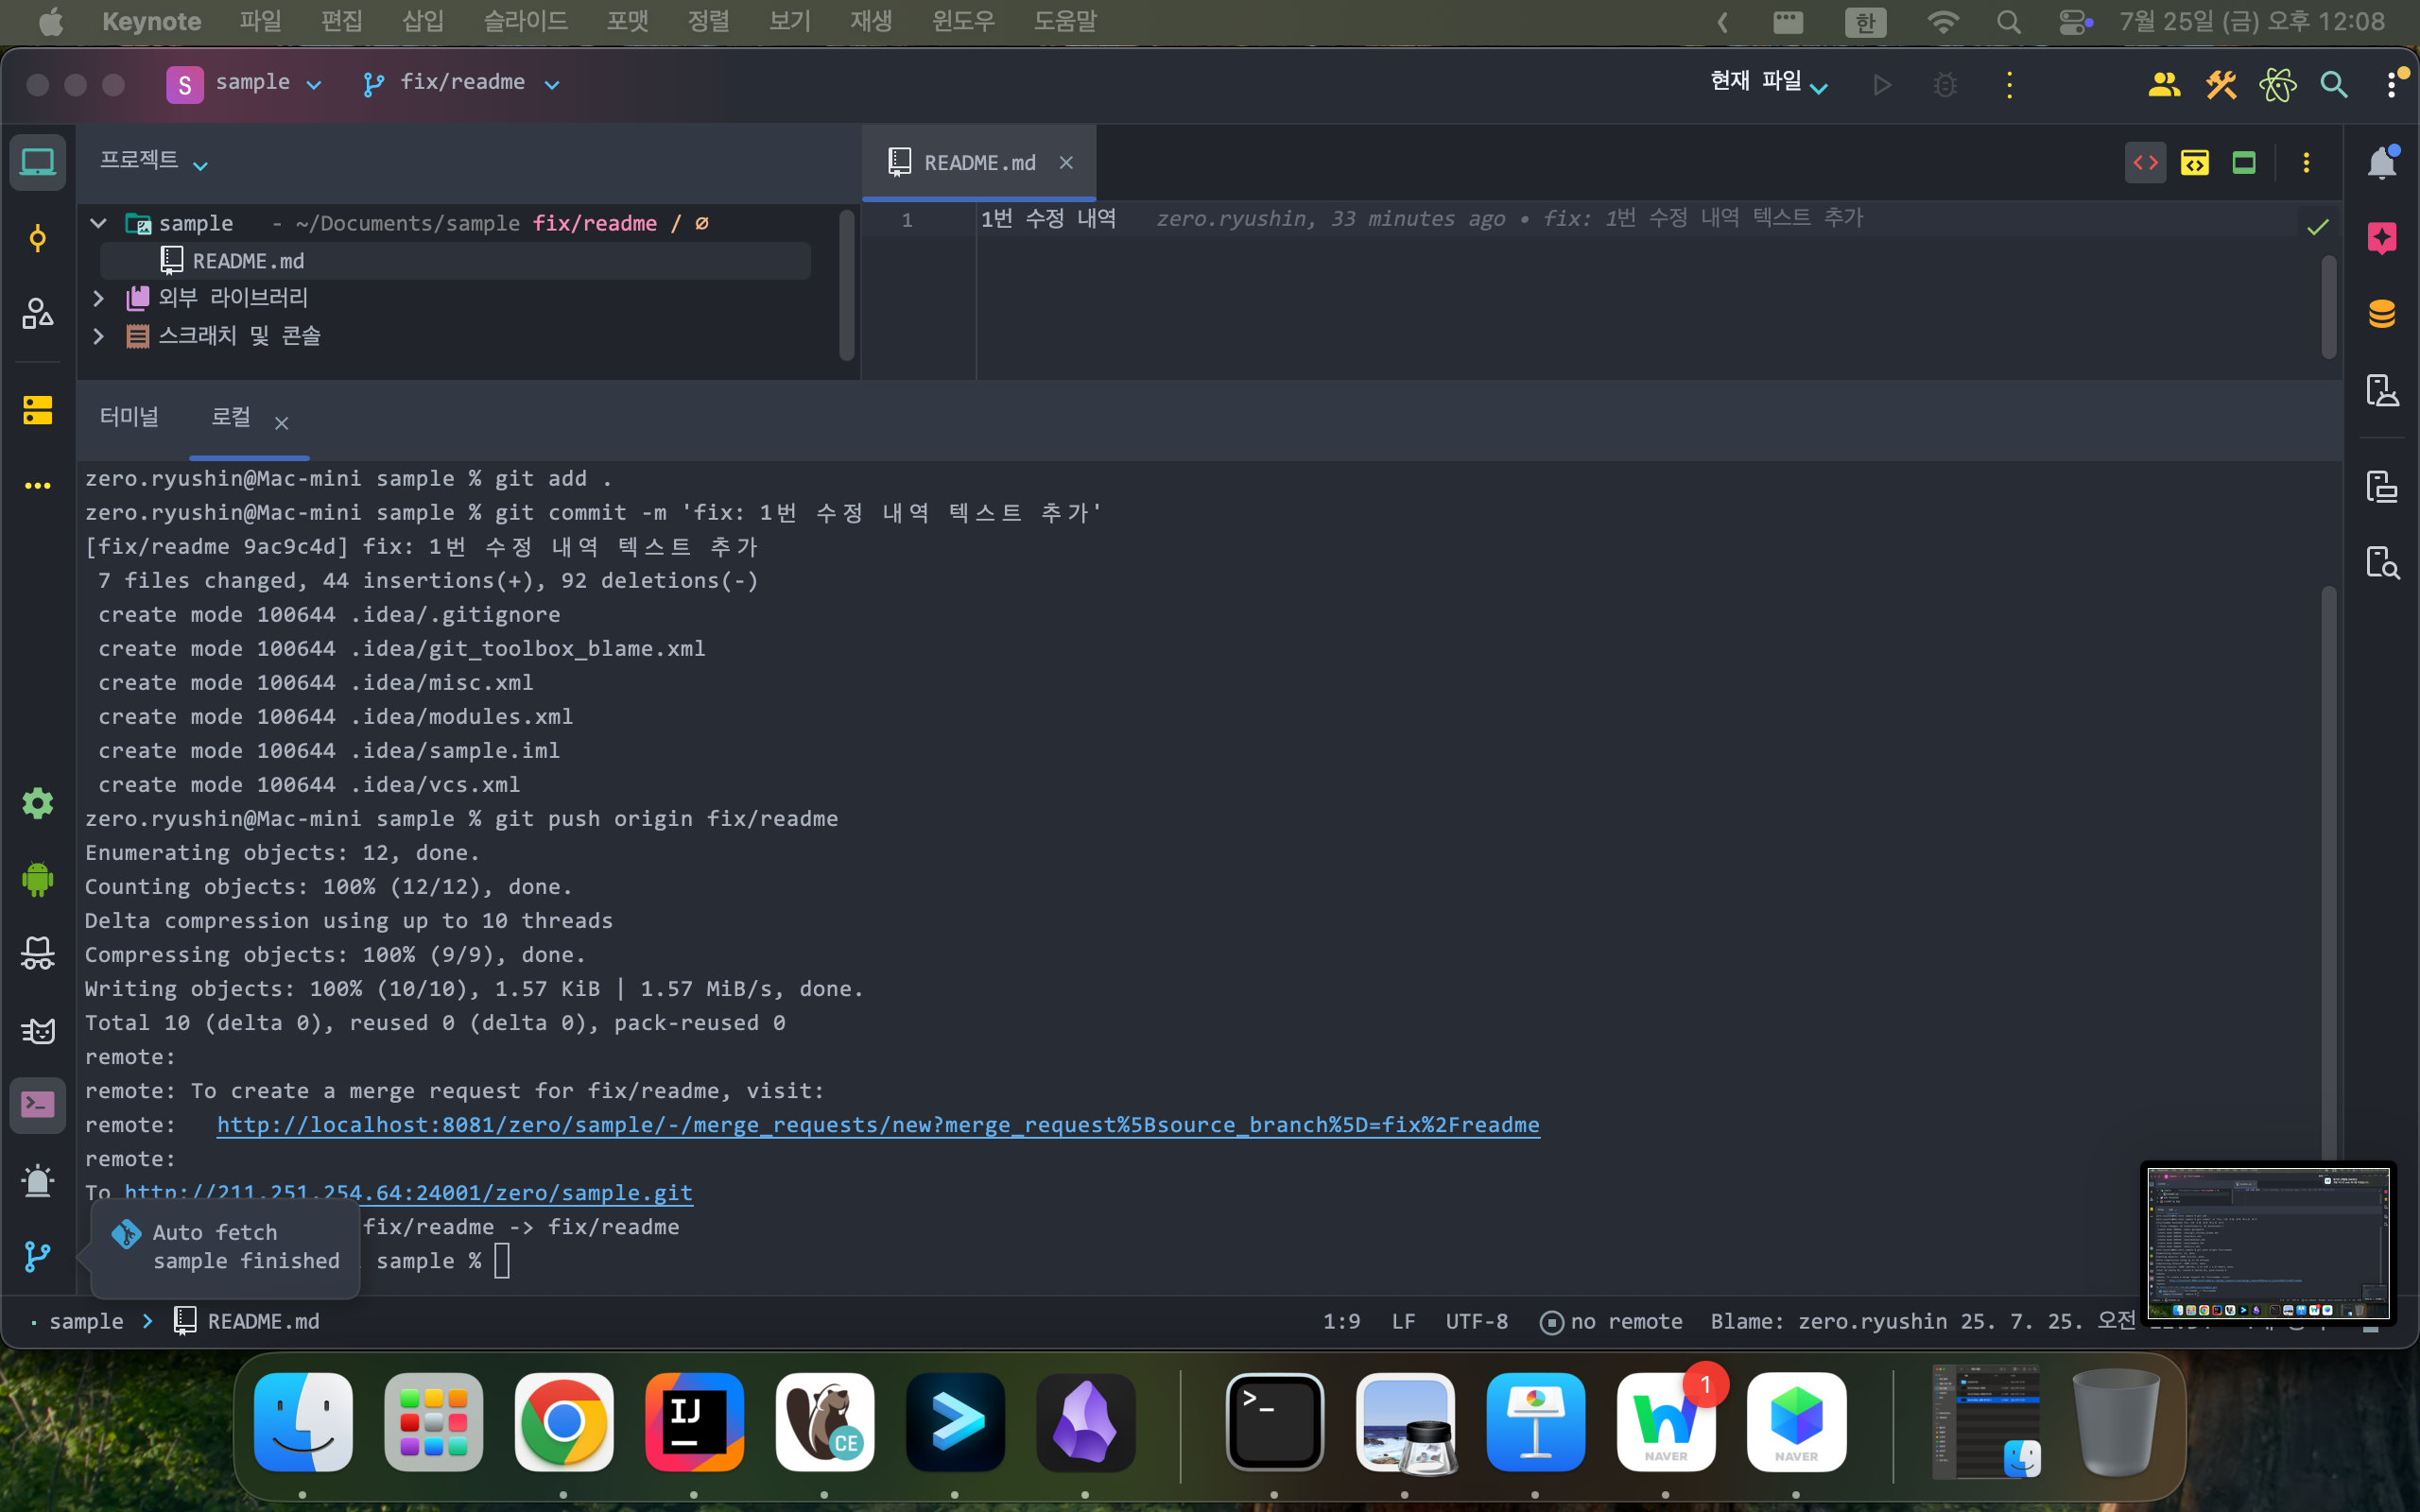 Keynote 파일 편집 삽입 슬라이드 포맷 정렬 보기 재생 윈도우 도움말 한 7월 25일 (금) 오후 12:08
S sample fix/readme 현재 파일
프로젝트
README.md
sample - ~/Documents/sample fix/readme / ∅
README.md
외부 라이브러리
스크래치 및 콘솔
1 1번 수정 내역 zero.ryushin, 33 minutes ago • fix: 1번 수정 내역 텍스트 추가
터미널 로컬
zero.ryushin@Mac-mini sample % git add .
zero.ryushin@Mac-mini sample % git commit -m 'fix: 1번 수정 내역 텍스트 추가'
[fix/readme 9ac9c4d] fix: 1번 수정 내역 텍스트 추가
7 files changed, 44 insertions(+), 92 deletions(-)
create mode 100644 .idea/.gitignore
create mode 100644 .idea/git_toolbox_blame.xml
create mode 100644 .idea/misc.xml
create mode 100644 .idea/modules.xml
create mode 100644 .idea/sample.iml
create mode 100644 .idea/vcs.xml
zero.ryushin@Mac-mini sample % git push origin fix/readme
Enumerating objects: 12, done.
Counting objects: 100% (12/12), done.
Delta compression using up to 10 threads
Compressing objects: 100% (9/9), done.
Writing objects: 100% (10/10), 1.57 KiB | 1.57 MiB/s, done.
Total 10 (delta 0), reused 0 (delta 0), pack-reused 0
remote:
remote: To create a merge request for fix/readme, visit:
remote: http://localhost:8081/zero/sample/-/merge_requests/new?merge_request%5Bsource_branch%5D=fix%2Freadme
remote:
To http://211.251.254.64:24001/zero/sample.git
fix/readme -> fix/readme
sample %
Auto fetch
sample finished
sample README.md 1:9 LF UTF-8 no remote Blame: zero.ryushin 25. 7. 25. 오전
IJ
CE
>_
NAVER
1
NAVER